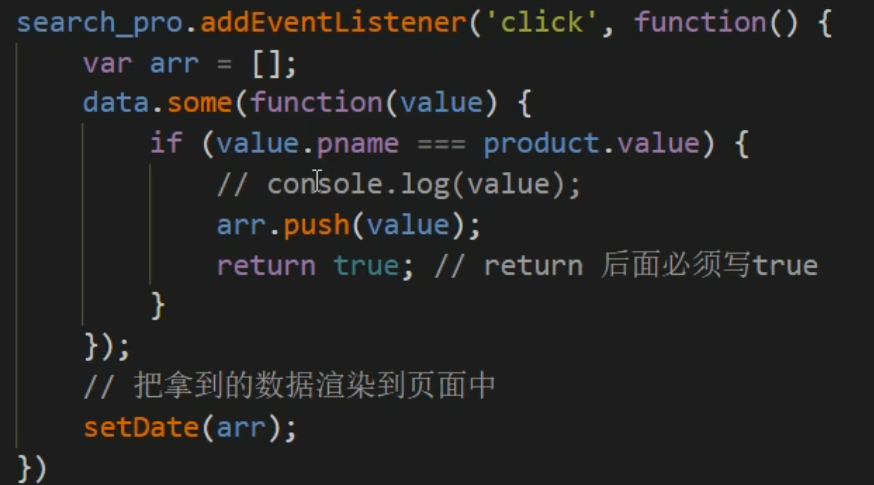 search_pro.addEventListener('click', function() {
    var arr = [];
    data.some(function(value) {
        if (value.pname === product.value) {
            // console.log(value);
            arr.push(value);
            return true; // return 后面必须写true
        }
    });
    // 把拿到的数据渲染到页面中
    setDate(arr);
})